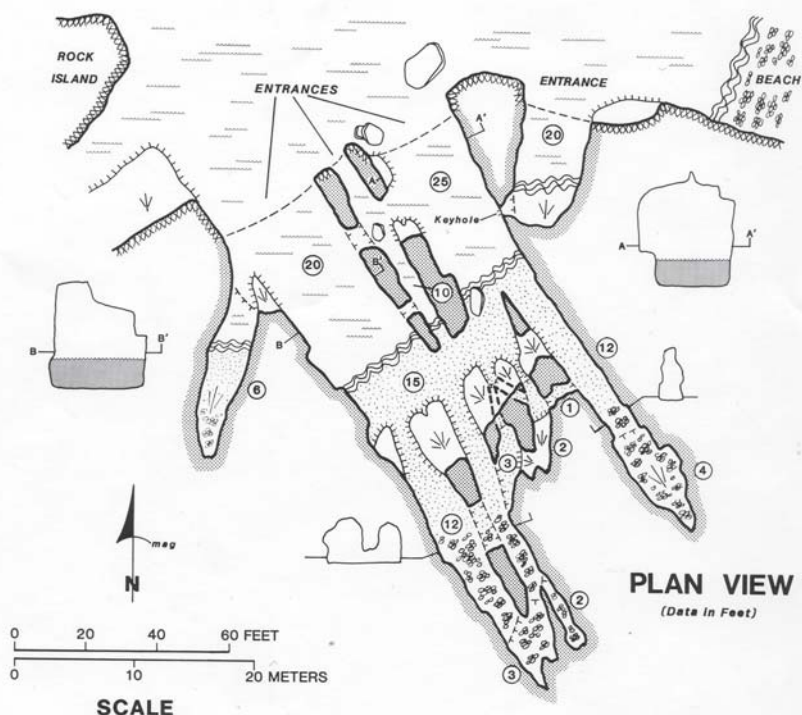 ROCK
ISLAND
ENTRANCES
ENTRANCE
BEACH
A'
20
25
A
Keyhole
A A'
20
B'
10
B B'
B
12
15
6
1
2
3
4
12
mag
N
2
3
PLAN VIEW
(Data in Feet)
0 20 40 60 FEET
0 10 20 METERS
SCALE